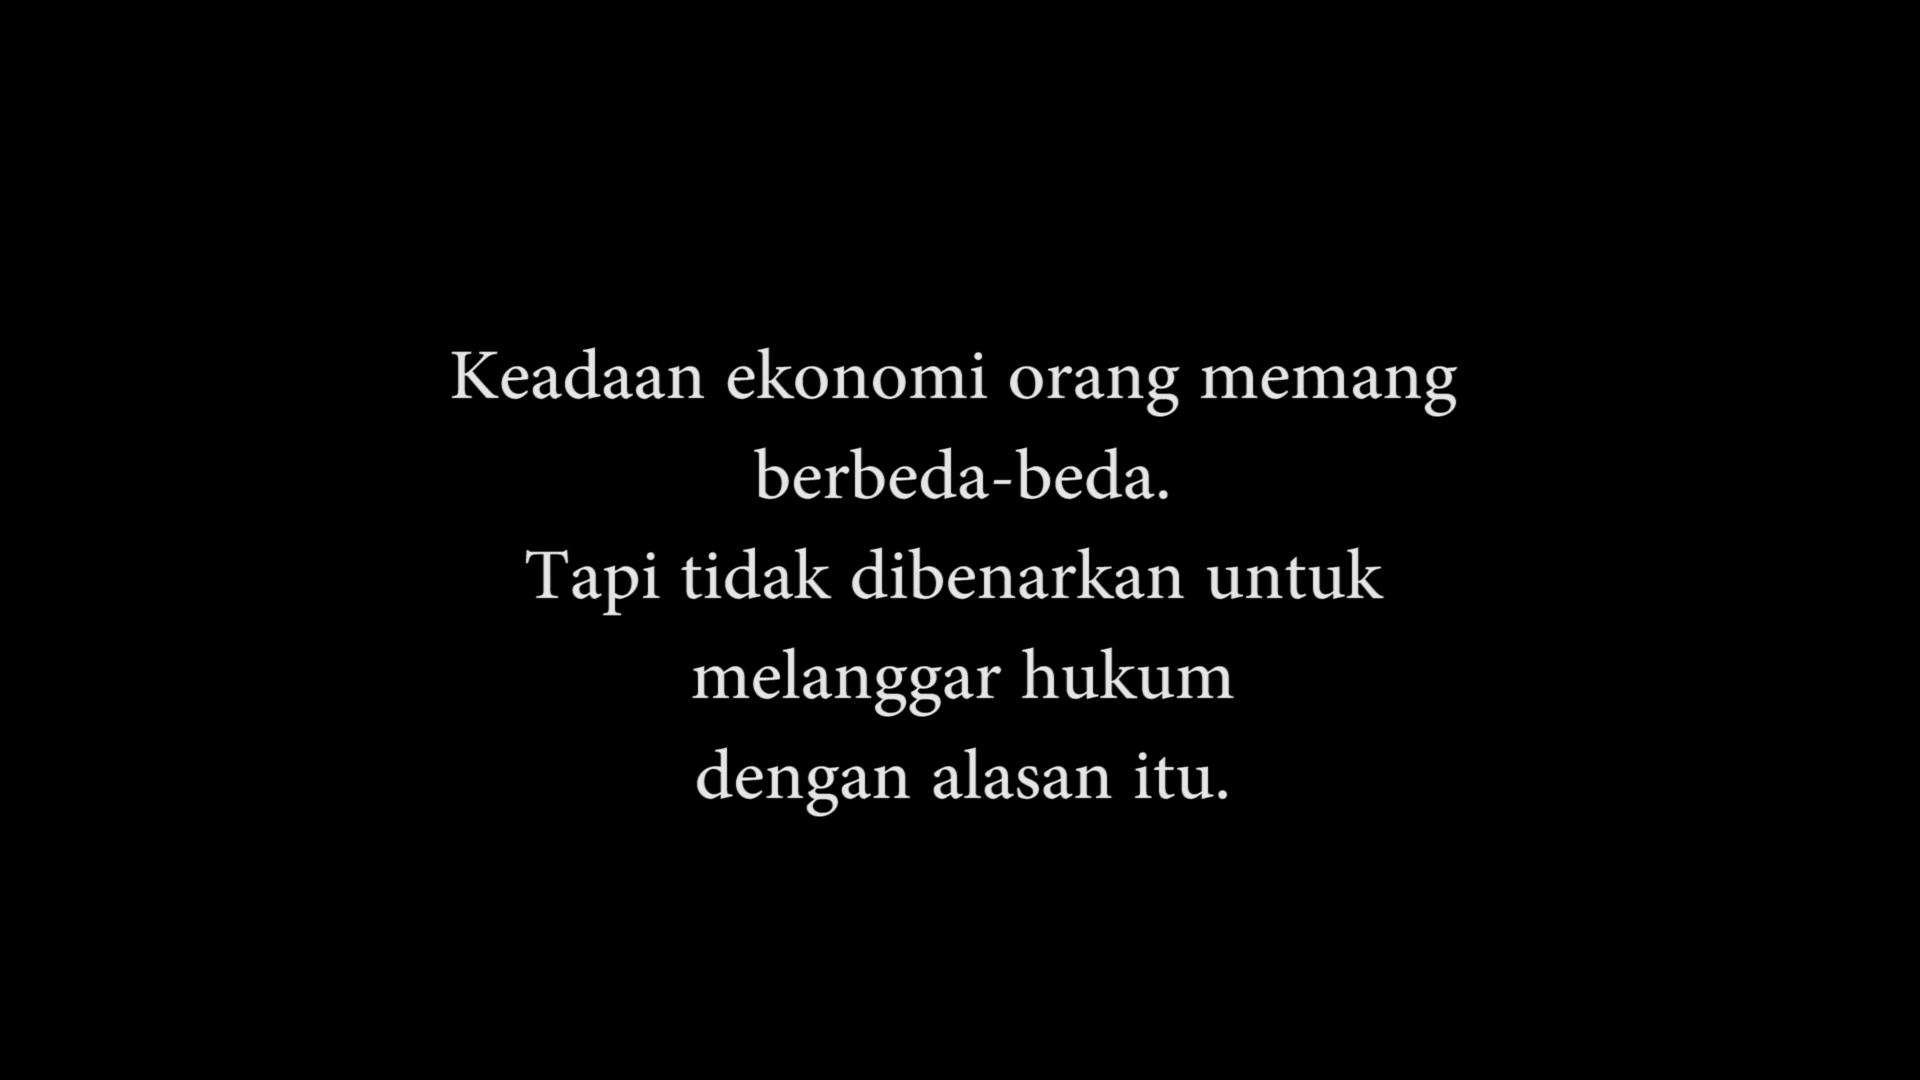 Keadaan ekonomi orang memang
berbeda-beda.
Tapi tidak dibenarkan untuk
melanggar hukum
dengan alasan itu.